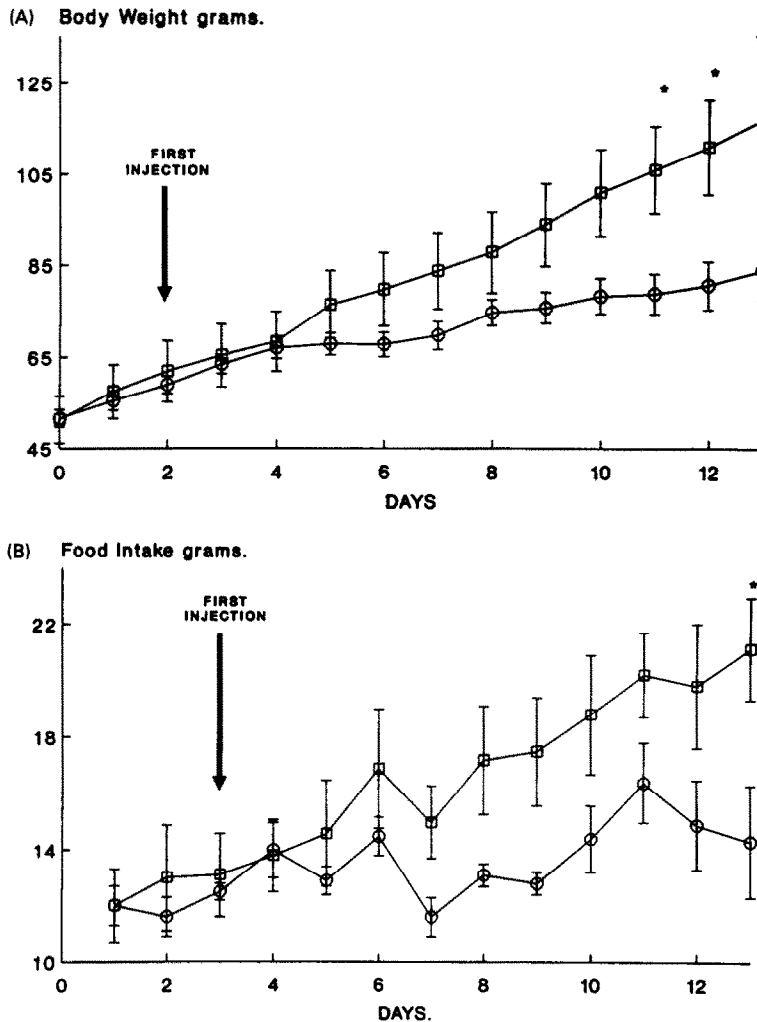 (A) Body Weight grams.
125
105
85
65
45
FIRST
INJECTION
*
*
0 2 4 6 8 10 12
DAYS
(B) Food Intake grams.
22
18
14
10
FIRST
INJECTION
*
0 2 4 6 8 10 12
DAYS.